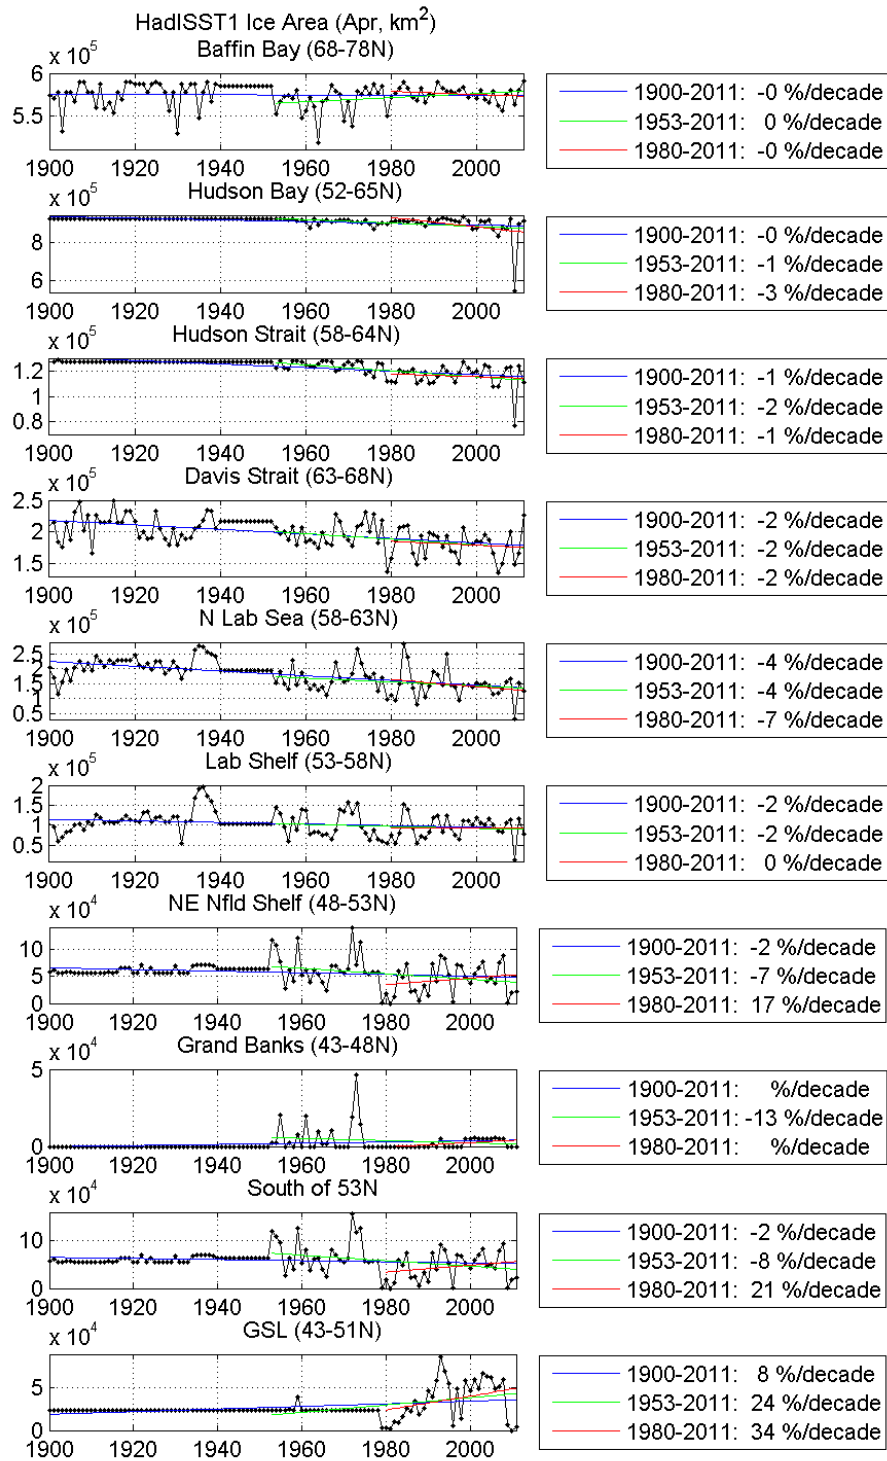 HadISST1 Ice Area (Apr, km²)
Baffin Bay (68-78N)
x 10⁵
6
5.5
1900 1920 1940 1960 1980 2000
1900-2011: -0 %/decade
1953-2011: 0 %/decade
1980-2011: -0 %/decade
Hudson Bay (52-65N)
x 10⁵
8
6
1900 1920 1940 1960 1980 2000
1900-2011: -0 %/decade
1953-2011: -1 %/decade
1980-2011: -3 %/decade
Hudson Strait (58-64N)
x 10⁵
1.2
1
0.8
1900 1920 1940 1960 1980 2000
1900-2011: -1 %/decade
1953-2011: -2 %/decade
1980-2011: -1 %/decade
Davis Strait (63-68N)
x 10⁵
2.5
2
1.5
1900 1920 1940 1960 1980 2000
1900-2011: -2 %/decade
1953-2011: -2 %/decade
1980-2011: -2 %/decade
N Lab Sea (58-63N)
x 10⁵
2.5
2
1.5
1
0.5
1900 1920 1940 1960 1980 2000
1900-2011: -4 %/decade
1953-2011: -4 %/decade
1980-2011: -7 %/decade
Lab Shelf (53-58N)
x 10⁵
2
1.5
1
0.5
1900 1920 1940 1960 1980 2000
1900-2011: -2 %/decade
1953-2011: -2 %/decade
1980-2011: 0 %/decade
NE Nfld Shelf (48-53N)
x 10⁴
10
5
0
1900 1920 1940 1960 1980 2000
1900-2011: -2 %/decade
1953-2011: -7 %/decade
1980-2011: 17 %/decade
Grand Banks (43-48N)
x 10⁴
5
0
1900 1920 1940 1960 1980 2000
1900-2011: %/decade
1953-2011: -13 %/decade
1980-2011: %/decade
South of 53N
x 10⁴
10
5
0
1900 1920 1940 1960 1980 2000
1900-2011: -2 %/decade
1953-2011: -8 %/decade
1980-2011: 21 %/decade
GSL (43-51N)
x 10⁴
5
0
1900 1920 1940 1960 1980 2000
1900-2011: 8 %/decade
1953-2011: 24 %/decade
1980-2011: 34 %/decade